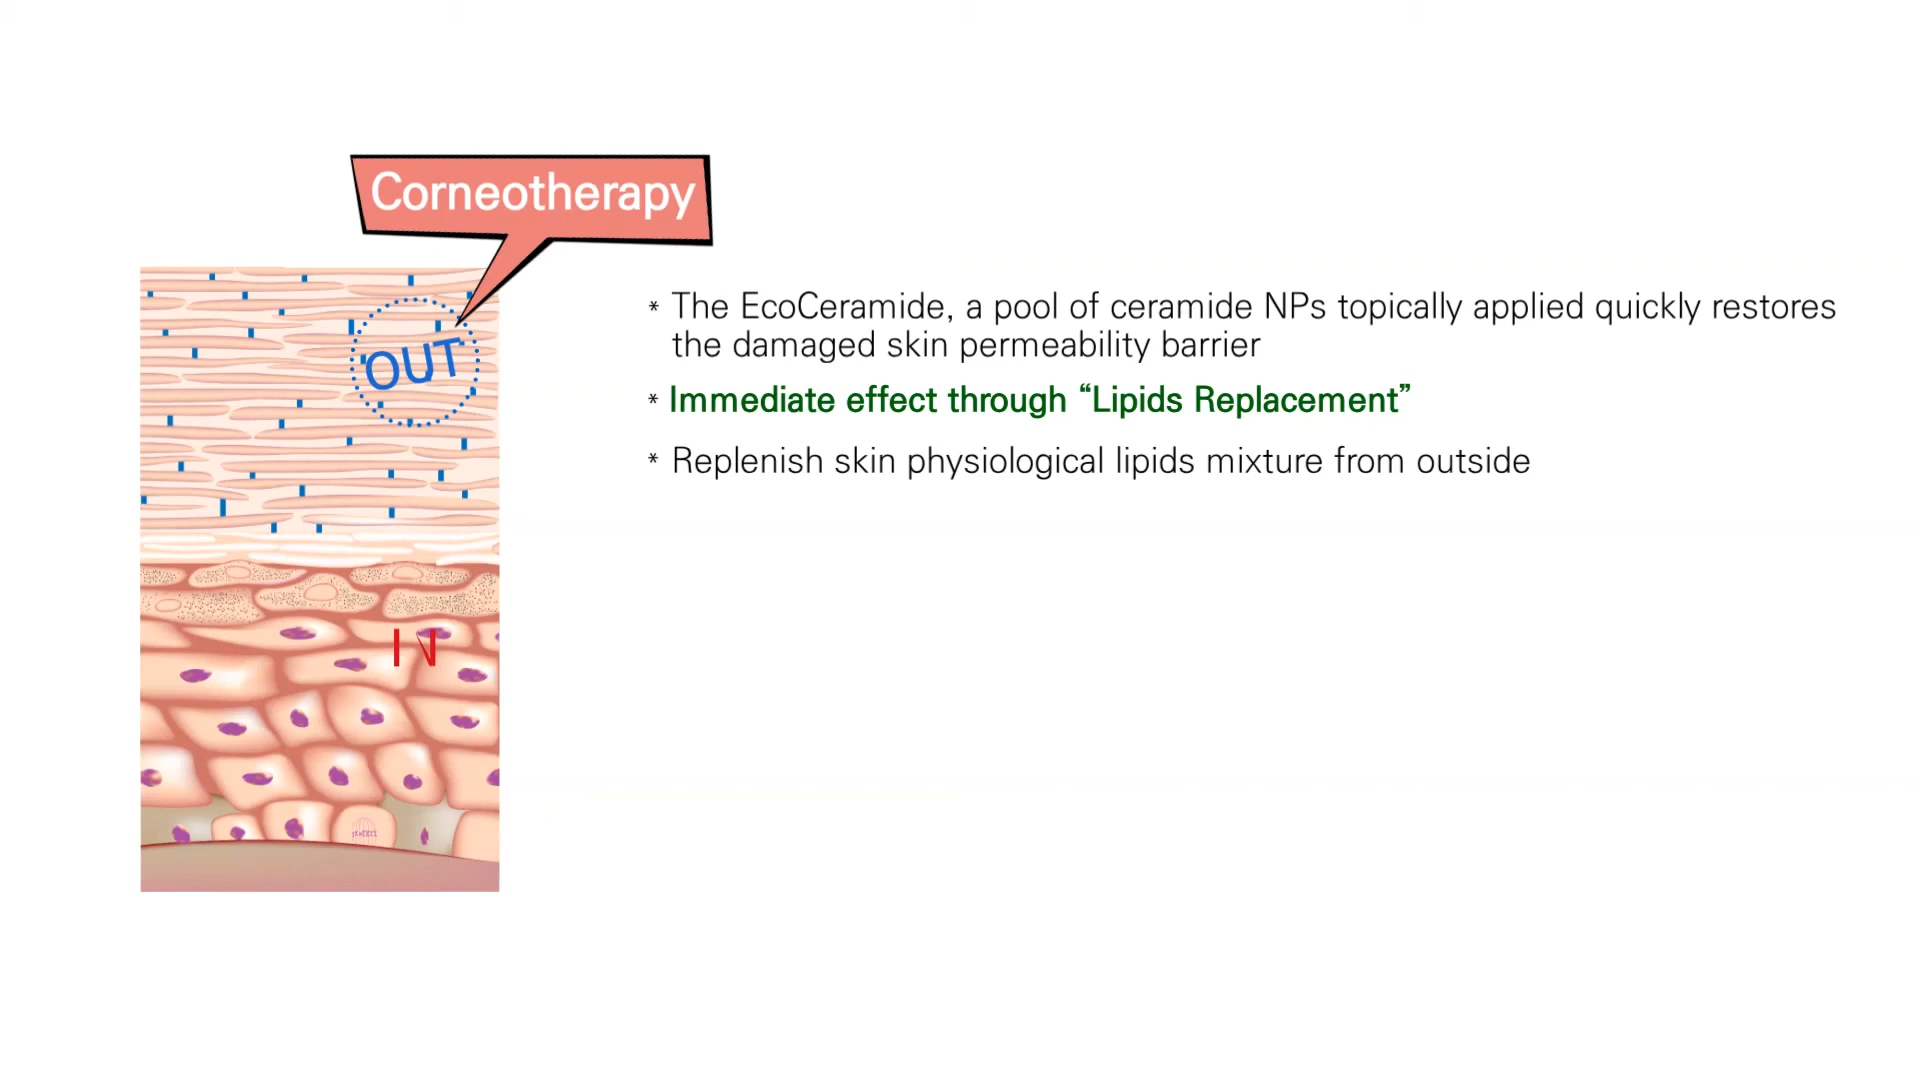 Corneotherapy
OUT
* The EcoCeramide, a pool of ceramide NPs topically applied quickly restores
the damaged skin permeability barrier
* Immediate effect through “Lipids Replacement”
* Replenish skin physiological lipids mixture from outside
IN